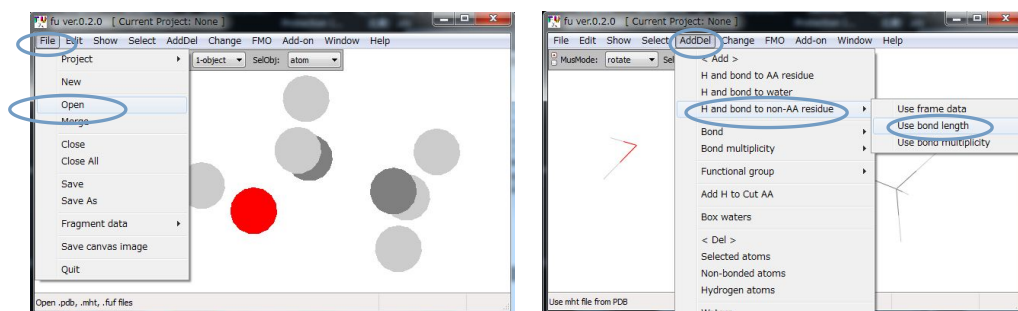 fu ver.0.2.0 [ Current Project: None ]
File Edit Show Select AddDel Change FMO Add-on Window Help
1-object SelObj: atom
Project
New
Open
Merge
Close
Close All
Save
Save As
Fragment data
Save canvas image
Quit
Open .pdb, .mht, .fuf files
fu ver.0.2.0 [ Current Project: None ]
File Edit Show Select AddDel Change FMO Add-on Window Help
MusMode: rotate Sel
< Add >
H and bond to AA residue
H and bond to water
H and bond to non-AA residue
Bond
Bond multiplicity
Functional group
Add H to Cut AA
Box waters
< Del >
Selected atoms
Non-bonded atoms
Hydrogen atoms
Use frame data
Use bond length
Use bond multiplicity
Use mht file from PDB